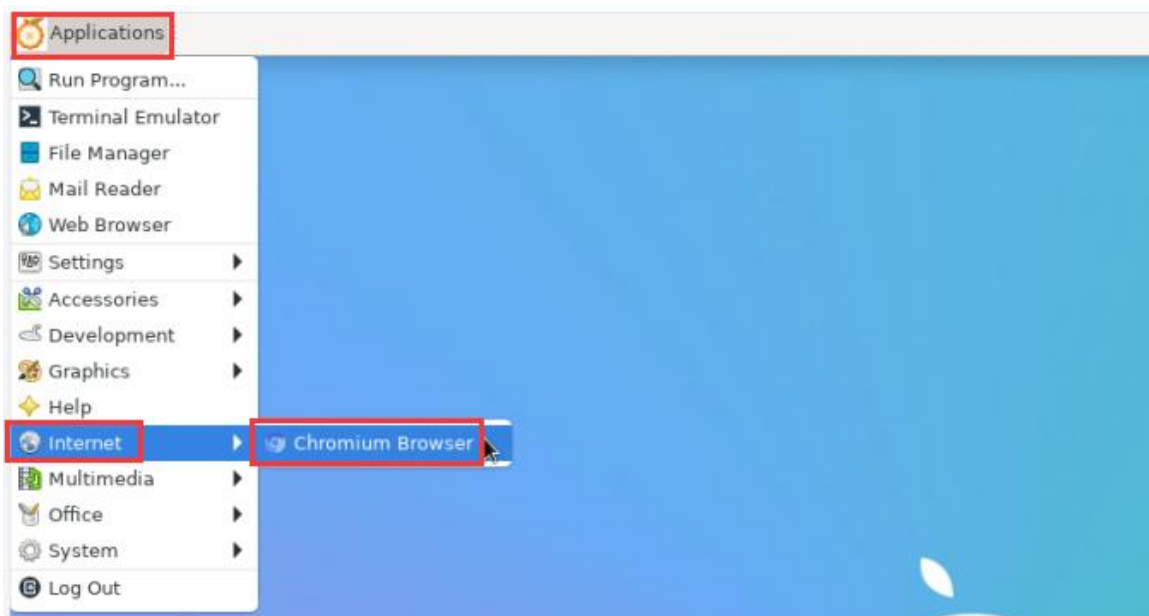 Applications
Run Program...
Terminal Emulator
File Manager
Mail Reader
Web Browser
Settings
Accessories
Development
Graphics
Help
Internet
Chromium Browser
Multimedia
Office
System
Log Out